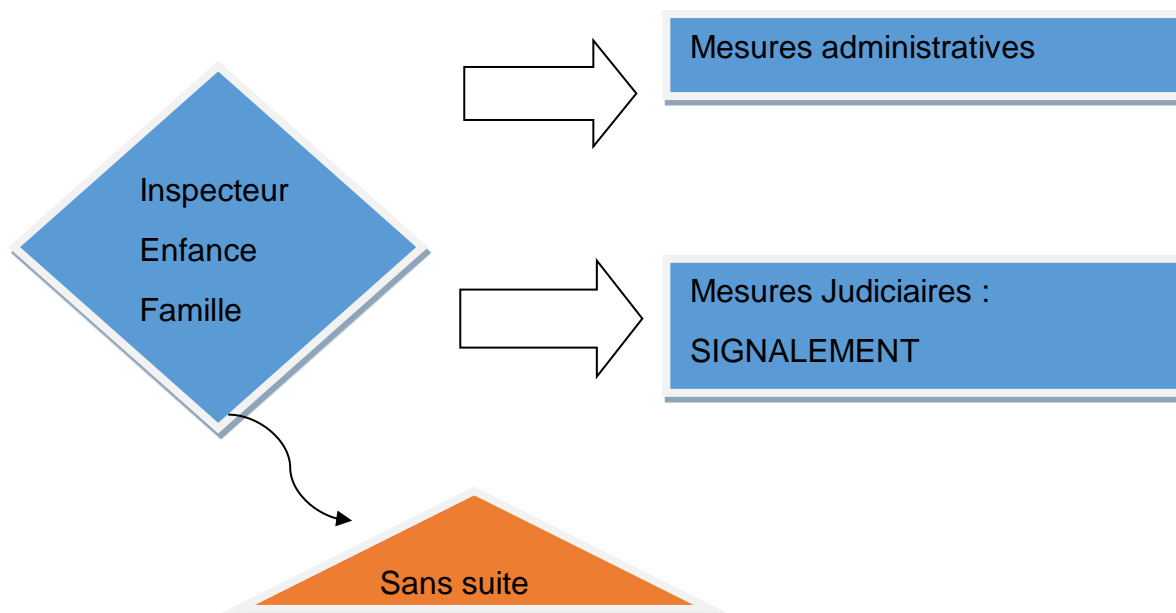 Mesures administratives
Inspecteur
Enfance
Famille
Mesures Judiciaires :
SIGNALEMENT
Sans suite